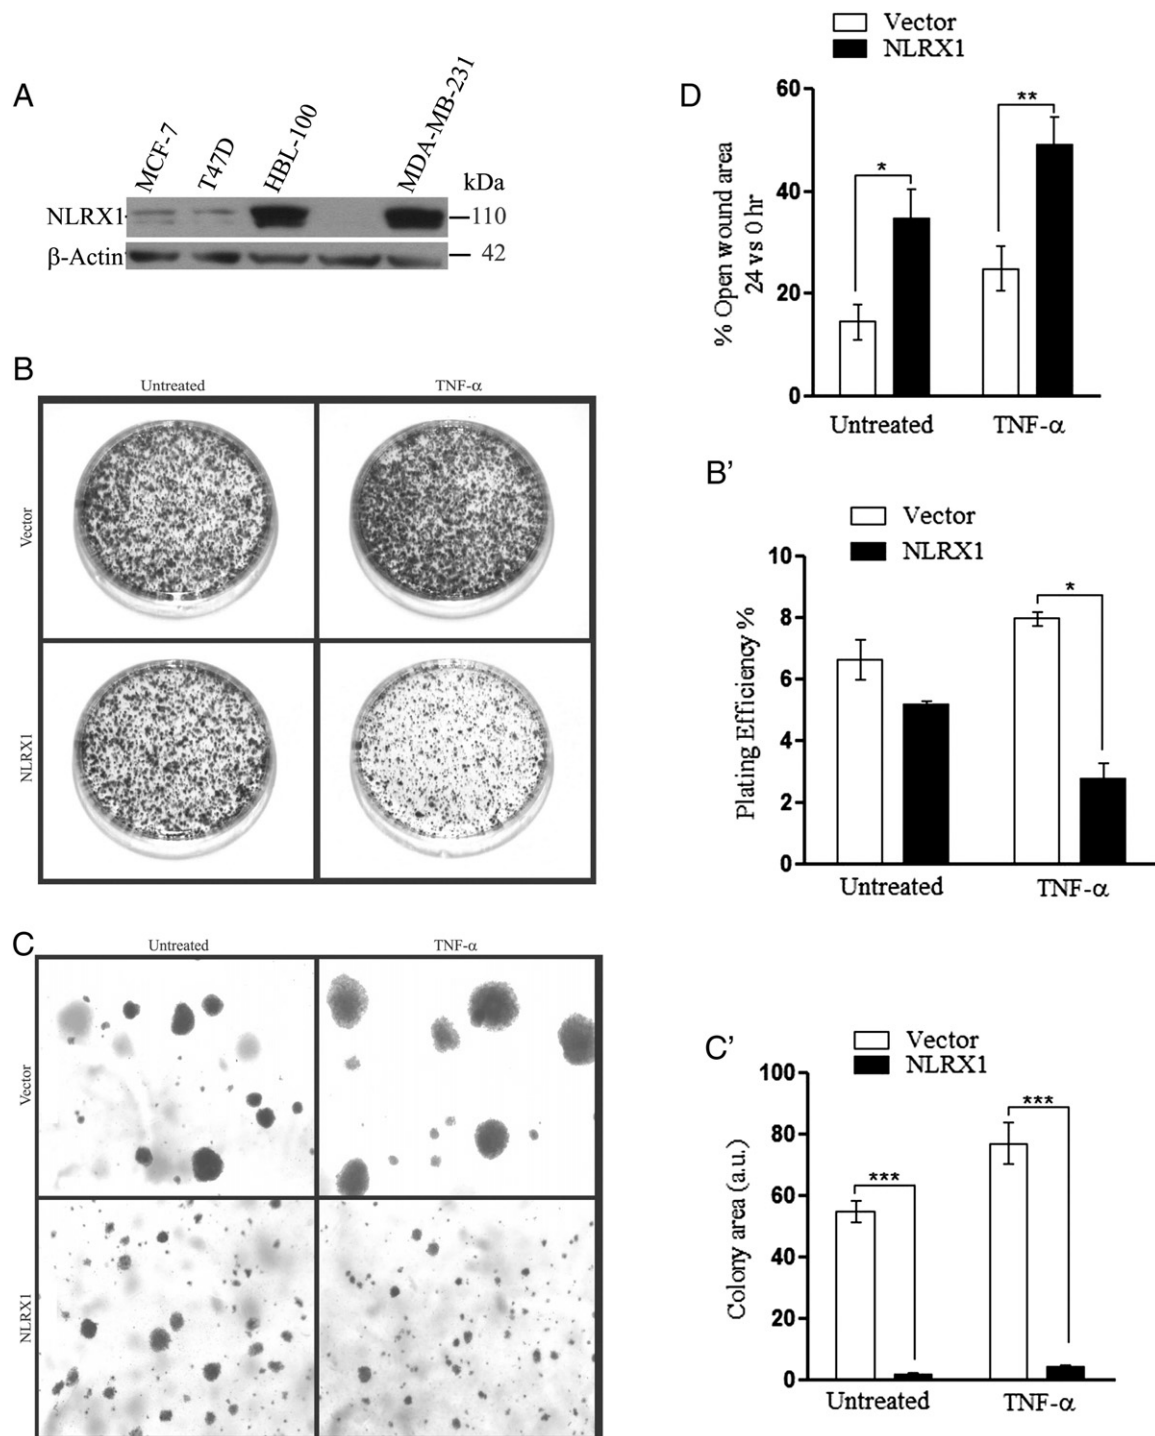 A
MCF-7
T47D
HBL-100
MDA-MB-231
kDa
NLRX1
110
β-Actin
42
B
Untreated
TNF-α
Vector
NLRX1
C
Untreated
TNF-α
Vector
NLRX1
D
Vector
NLRX1
% Open wound area
24 vs 0 hr
60
40
20
0
*
**
Untreated
TNF-α
B'
Vector
NLRX1
Plating Efficiency %
10
8
6
4
2
0
*
Untreated
TNF-α
C'
Vector
NLRX1
Colony area (a.u.)
100
80
60
40
20
0
***
***
Untreated
TNF-α